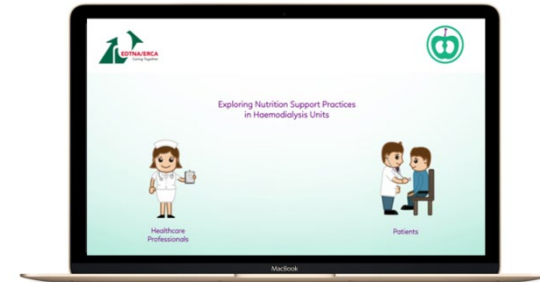 EDTNA/ERCA
Caring Together
Exploring Nutrition Support Practices
in Haemodialysis Units
Healthcare
Professionals
Patients
MacBook